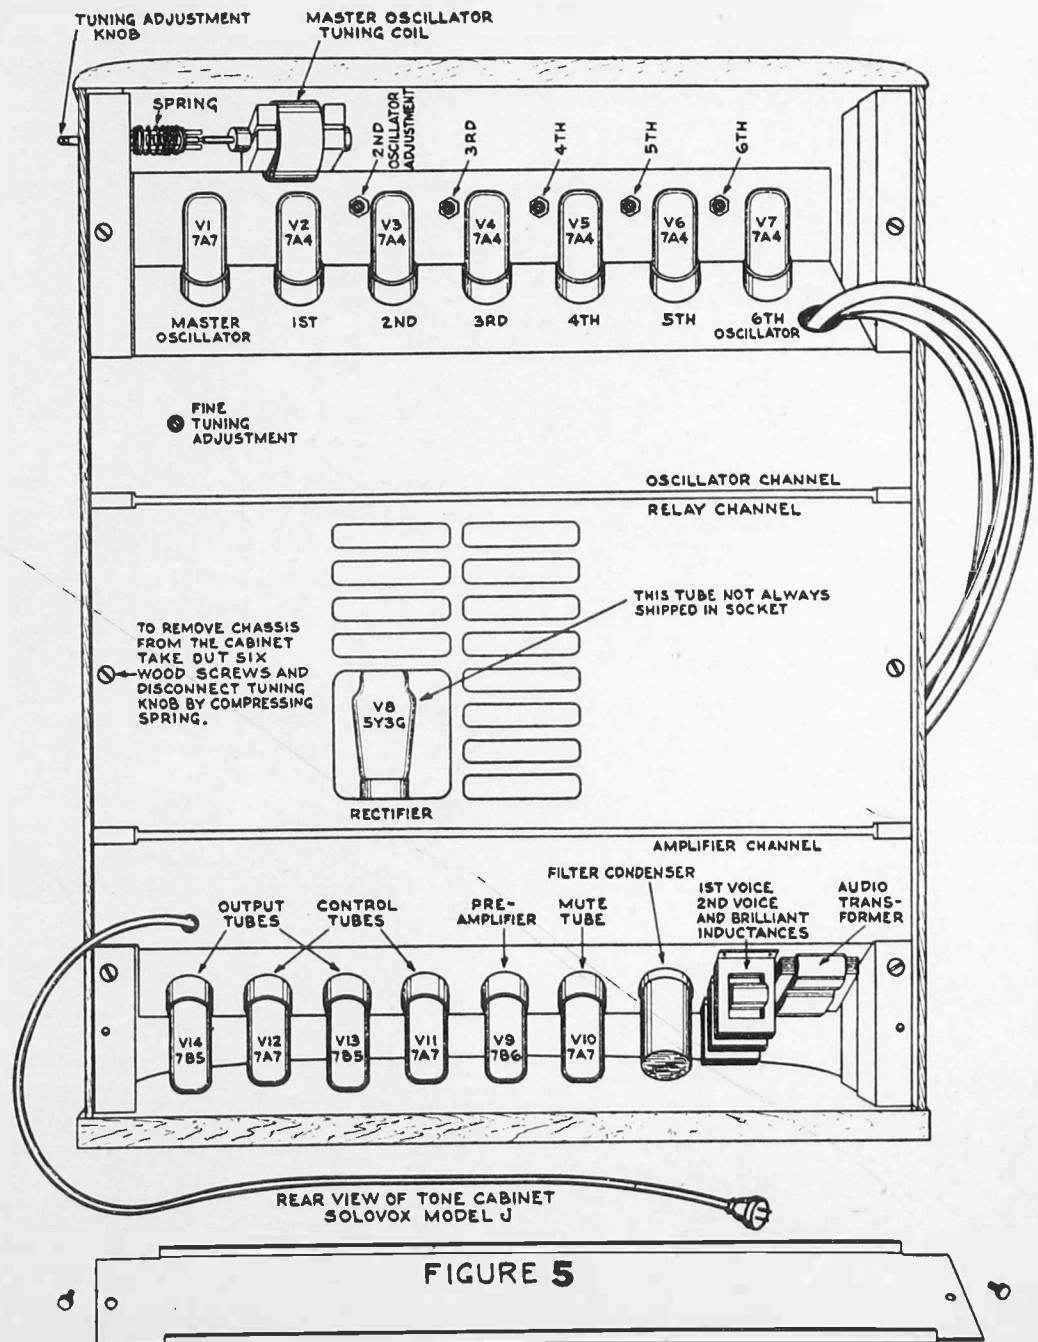 TUNING ADJUSTMENT
KNOB
MASTER OSCILLATOR
TUNING COIL
SPRING
2ND
OSCILLATOR
ADJUSTMENT
3RD
4TH
5TH
6TH
V1
7A7
V2
7A4
V3
7A4
V4
7A4
V5
7A4
V6
7A4
V7
7A4
MASTER
OSCILLATOR
1ST
2ND
3RD
4TH
5TH
6TH
OSCILLATOR
FINE
TUNING
ADJUSTMENT
OSCILLATOR CHANNEL
RELAY CHANNEL
THIS TUBE NOT ALWAYS
SHIPPED IN SOCKET
TO REMOVE CHASSIS
FROM THE CABINET
TAKE OUT SIX
WOOD SCREWS AND
DISCONNECT TUNING
KNOB BY COMPRESSING
SPRING.
V8
5Y3G
RECTIFIER
AMPLIFIER CHANNEL
OUTPUT
TUBES
CONTROL
TUBES
PRE-
AMPLIFIER
MUTE
TUBE
FILTER CONDENSER
1ST VOICE
2ND VOICE
AND BRILLIANT
INDUCTANCES
AUDIO
TRANS-
FORMER
V14
7B5
V12
7A7
V13
7B5
V11
7A7
V9
7B6
V10
7A7
REAR VIEW OF TONE CABINET
SOLOVOX MODEL J
FIGURE 5